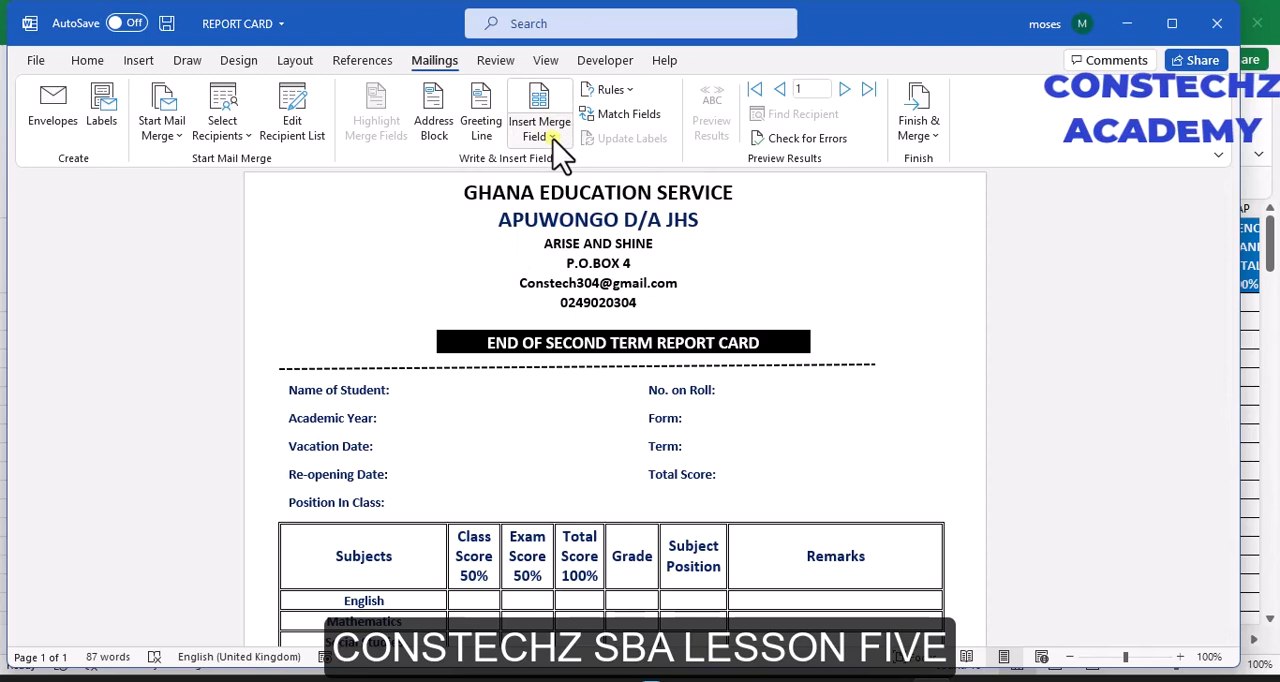 AutoSave Off REPORT CARD Search moses M
File Home Insert Draw Design Layout References Mailings Review View Developer Help Comments Share
Envelopes Labels Start Mail Merge Select Recipients Edit Recipient List Highlight Merge Fields Address Block Greeting Line Insert Merge Field Rules Match Fields Update Labels Preview Results 1 Find Recipient Check for Errors Finish & Merge
Create Start Mail Merge Write & Insert Field Preview Results Finish
CONSTECHZ
ACADEMY
GHANA EDUCATION SERVICE
APUWONGO D/A JHS
ARISE AND SHINE
P.O.BOX 4
Constech304@gmail.com
0249020304
END OF SECOND TERM REPORT CARD
Name of Student: No. on Roll:
Academic Year: Form:
Vacation Date: Term:
Re-opening Date: Total Score:
Position In Class:
Subjects Class Score 50% Exam Score 50% Total Score 100% Grade Subject Position Remarks
English
Mathematics
Social Studies
CONSTECHZ SBA LESSON FIVE
Page 1 of 1 87 words English (United Kingdom) 100%
100%